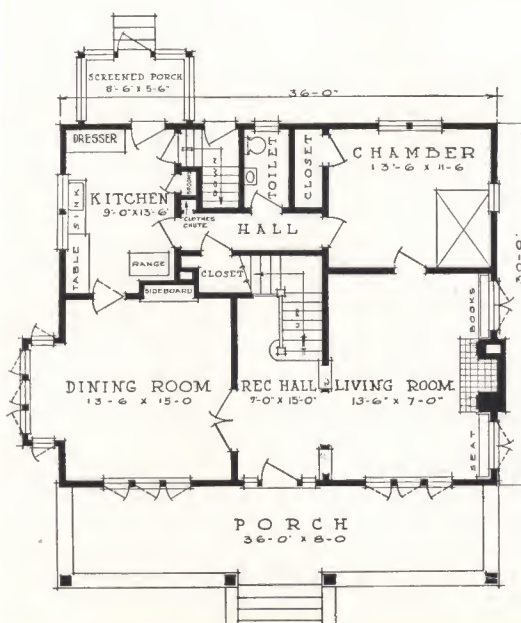 SCREENED PORCH
8'-6" X 5'-6"
36-0"
DRESSER
KITCHEN
9'-0" X 13'-6"
SINK
TABLE
RANGE
BROOMS
CLOTHES
CHUTE
TOILET
CLOSET
CHAMBER
13'-6 X 11-6
HALL
CLOSET
SIDEBOARD
DINING ROOM
13-6 X 15-0
REC HALL
7'-0" X 15'-0"
LIVING ROOM
13'-6" X 7-0"
BOOKS
SEAT
PORCH
36-0' X 8-0